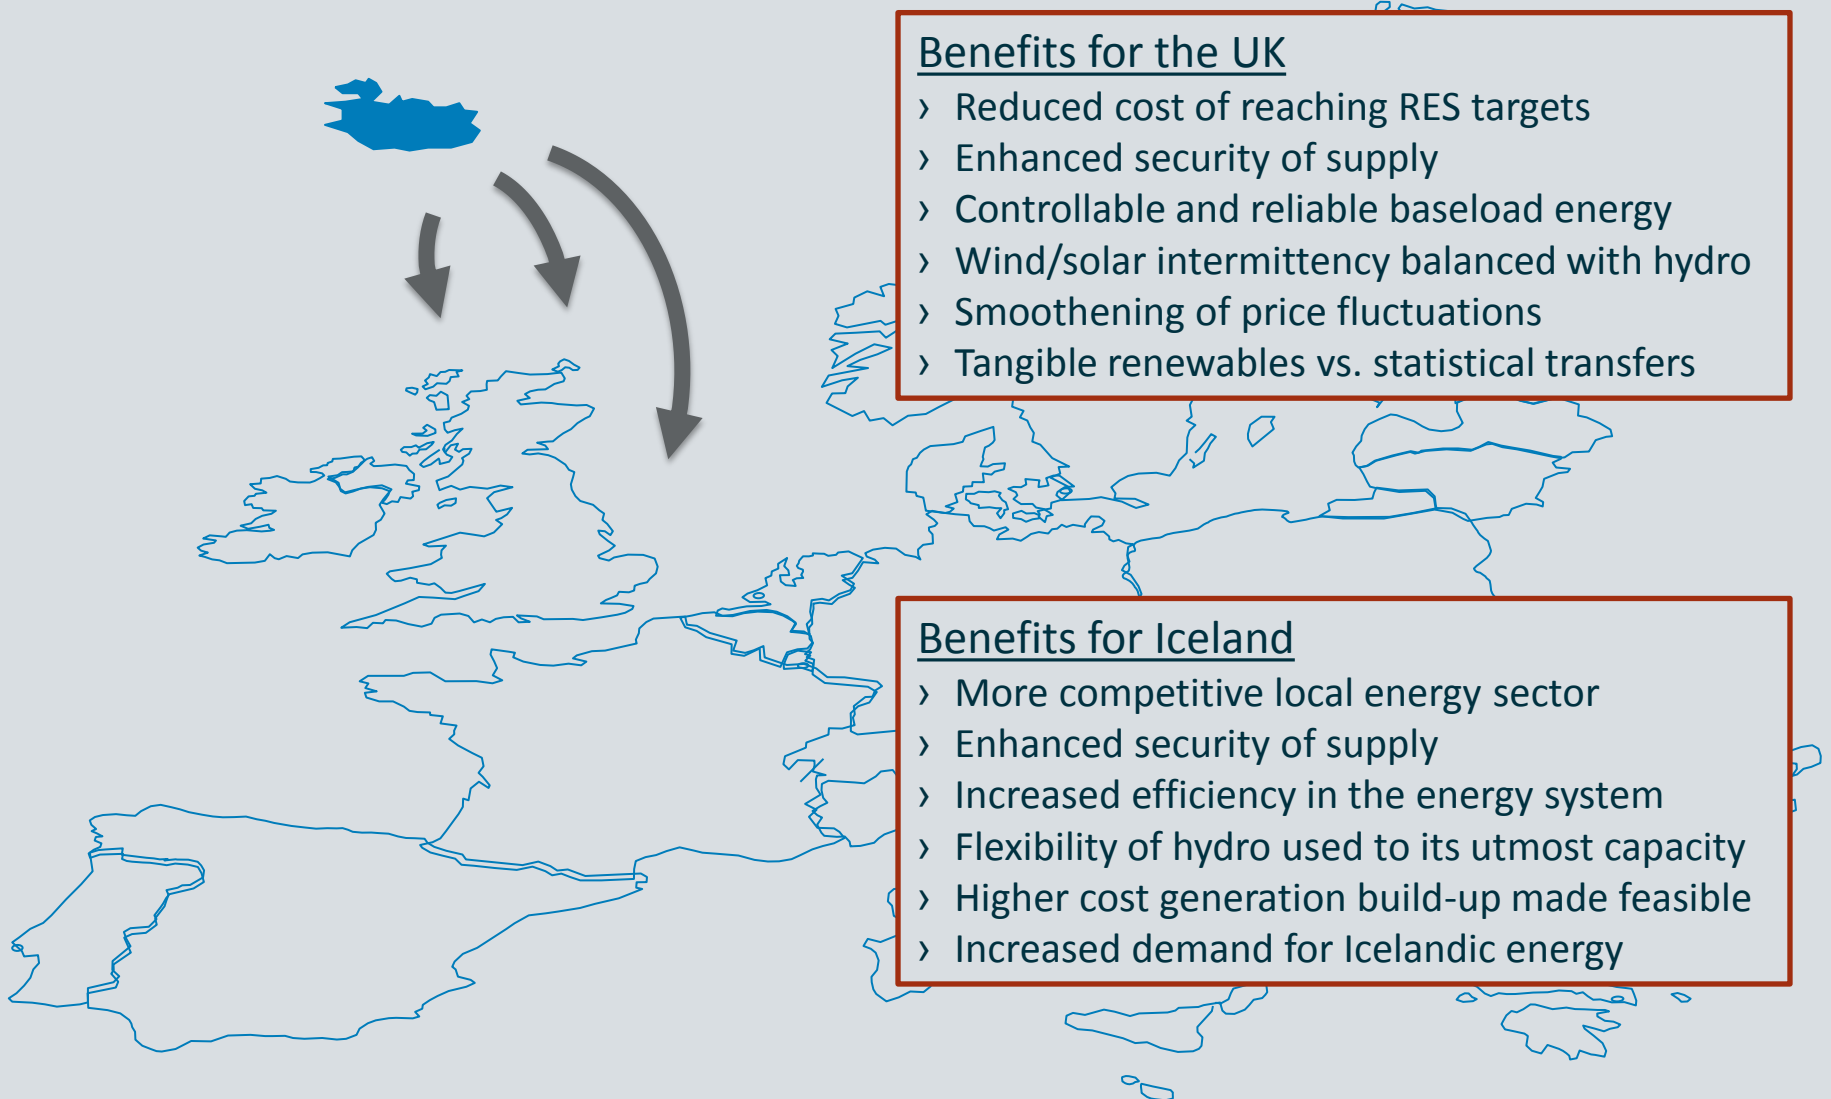 Benefits for the UK
› Reduced cost of reaching RES targets
› Enhanced security of supply
› Controllable and reliable baseload energy
› Wind/solar intermittency balanced with hydro
› Smoothening of price fluctuations
› Tangible renewables vs. statistical transfers
Benefits for Iceland
› More competitive local energy sector
› Enhanced security of supply
› Increased efficiency in the energy system
› Flexibility of hydro used to its utmost capacity
› Higher cost generation build-up made feasible
› Increased demand for Icelandic energy